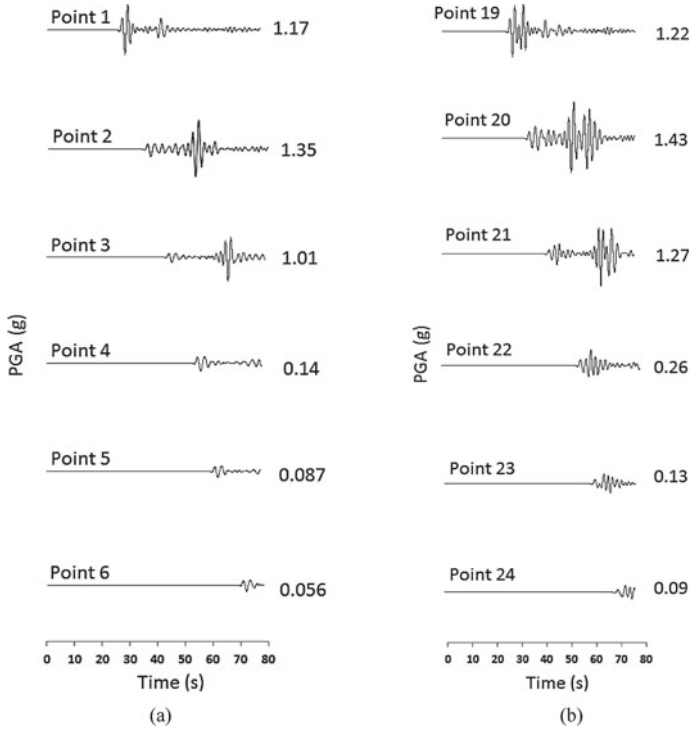 Point 1
1.17
Point 2
1.35
Point 3
1.01
Point 4
0.14
Point 5
0.087
Point 6
0.056
PGA (g)
0 10 20 30 40 50 60 70 80
Time (s)
(a)
Point 19
1.22
Point 20
1.43
Point 21
1.27
Point 22
0.26
Point 23
0.13
Point 24
0.09
PGA (g)
0 10 20 30 40 50 60 70 80
Time (s)
(b)